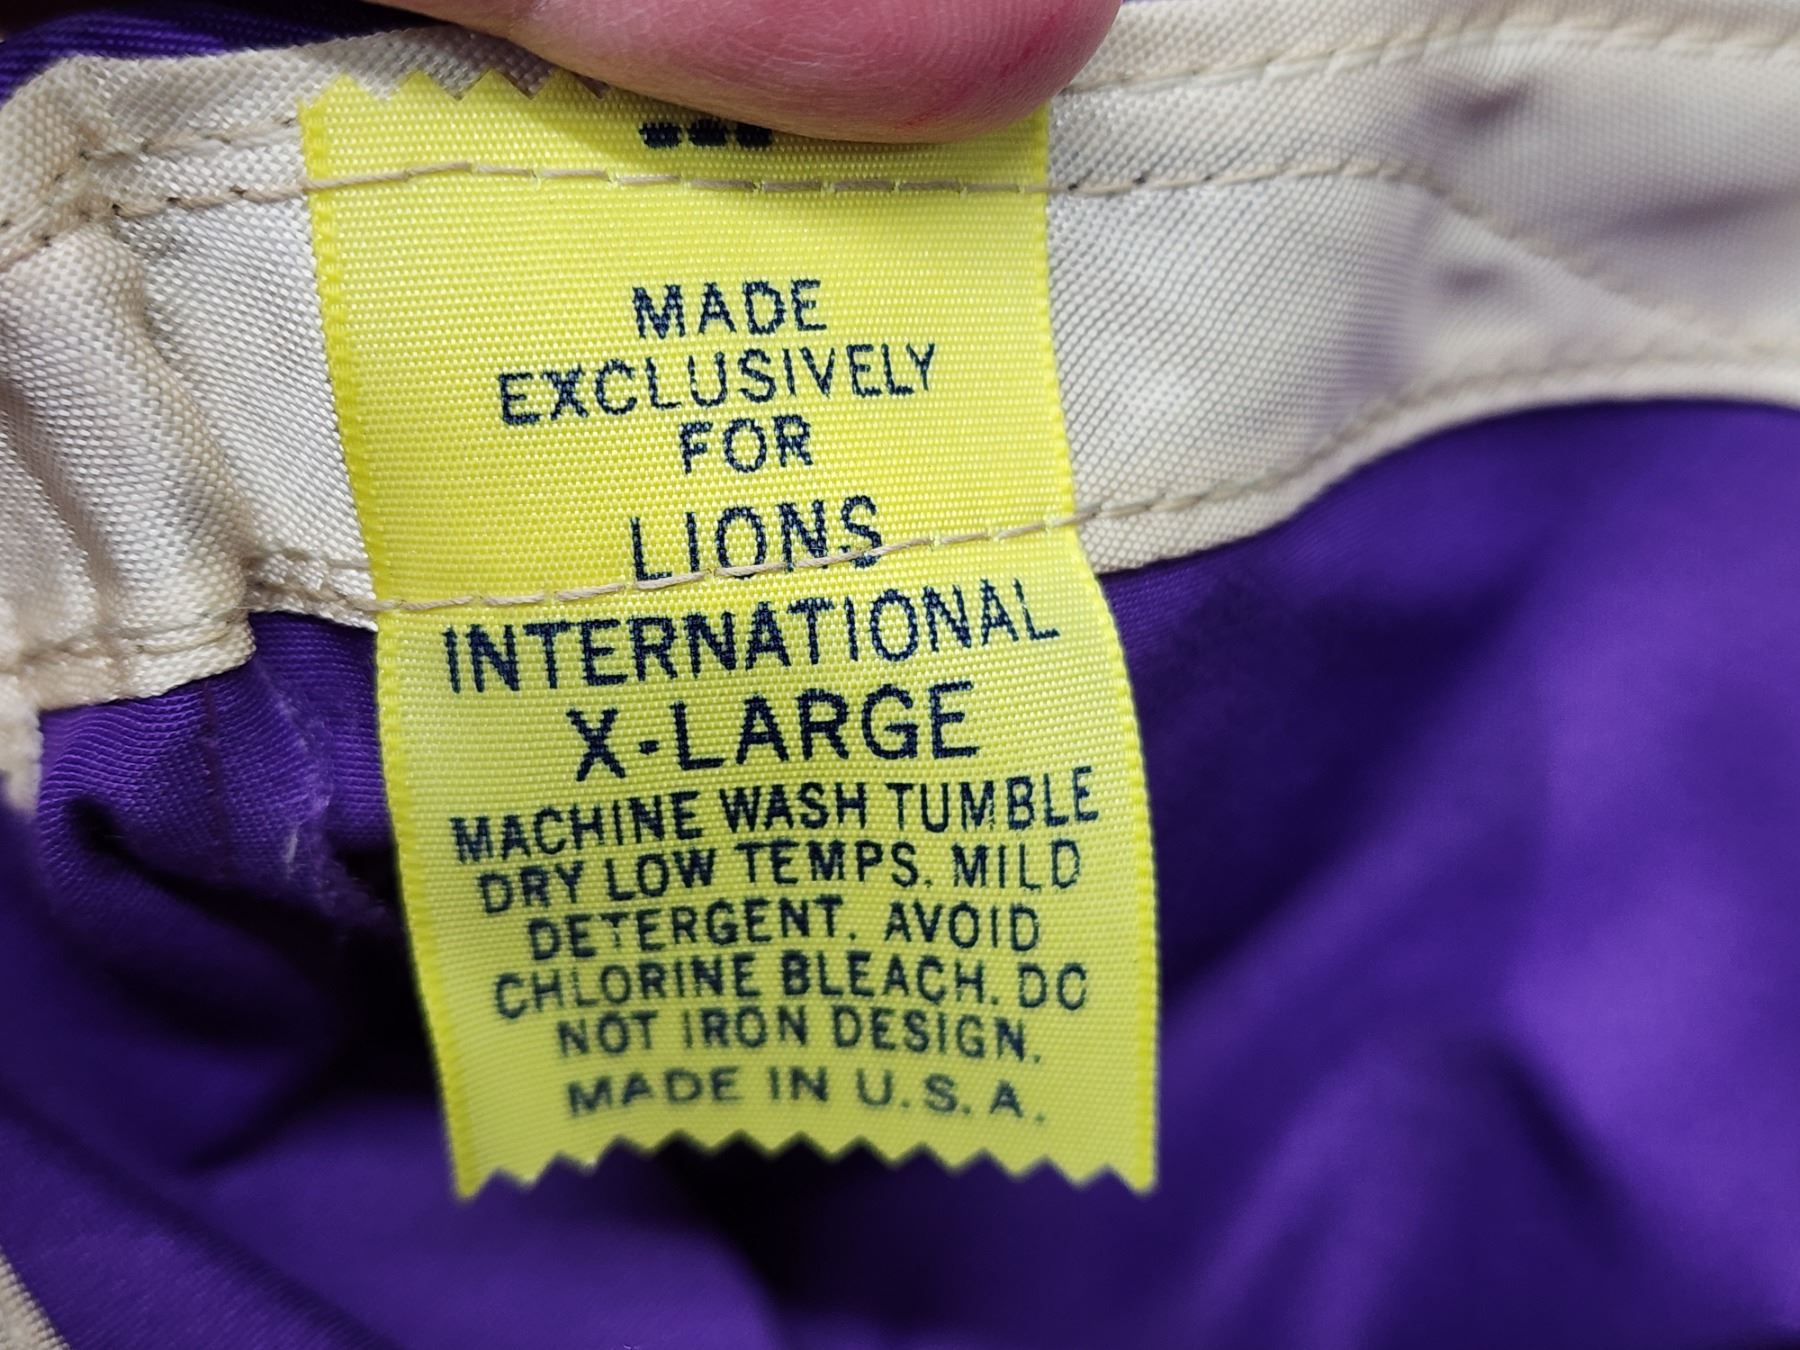 MADE
EXCLUSIVELY
FOR
LIONS
INTERNATIONAL
X-LARGE
MACHINE WASH TUMBLE
DRY LOW TEMPS. MILD
DETERGENT. AVOID
CHLORINE BLEACH. DO
NOT IRON DESIGN.
MADE IN U.S.A.